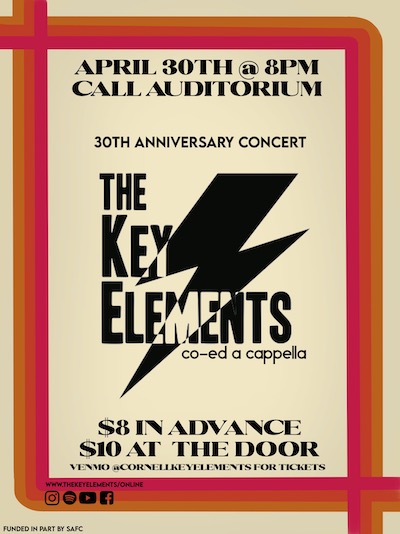 APRIL 30TH @ 8PM
CALL AUDITORIUM
30TH ANNIVERSARY CONCERT
THE
KEY
ELEMENTS
co-ed a cappella
$8 IN ADVANCE
$10 AT THE DOOR
VENMO @CORNELLKEYELEMENTS FOR TICKETS
WWW.THEKEYELEMENTS/ONLINE
FUNDED IN PART BY SAFC